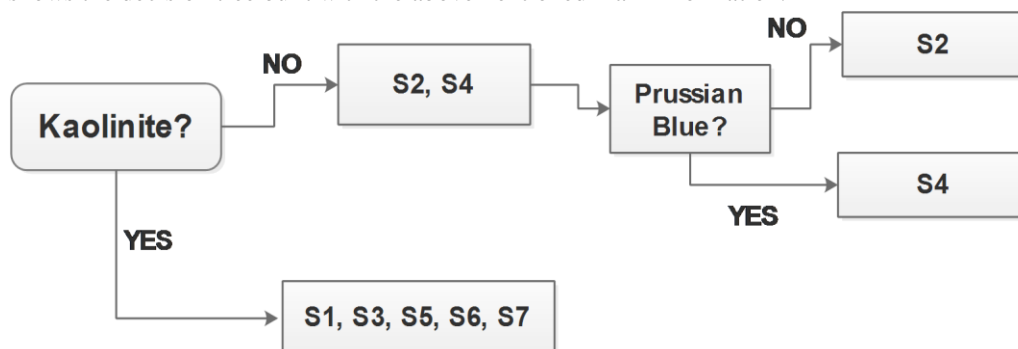 NO
S2
NO
S2, S4
Prussian
Blue?
Kaolinite?
S4
YES
YES
S1, S3, S5, S6, S7